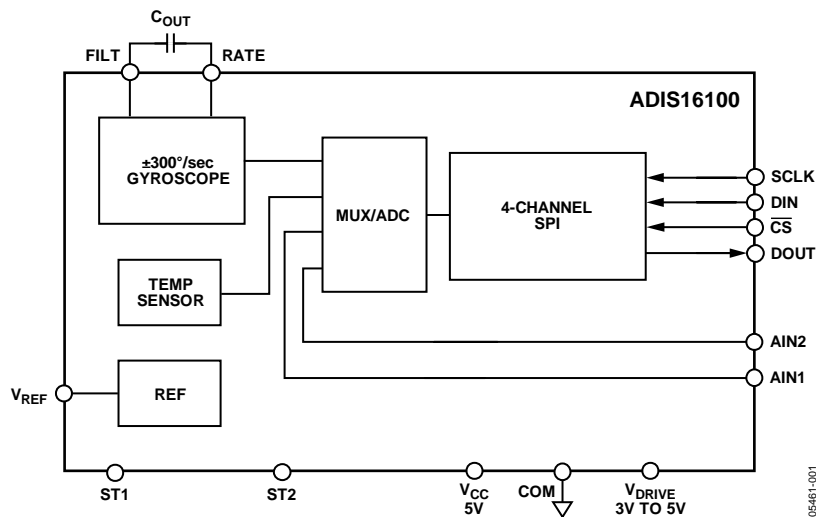 COUT
FILT
RATE
ADIS16100
±300°/sec
GYROSCOPE
MUX/ADC
4-CHANNEL
SPI
SCLK
DIN
CS
DOUT
TEMP
SENSOR
AIN2
AIN1
VREF
REF
ST1
ST2
VCC
5V
COM
VDRIVE
3V TO 5V
05461-001